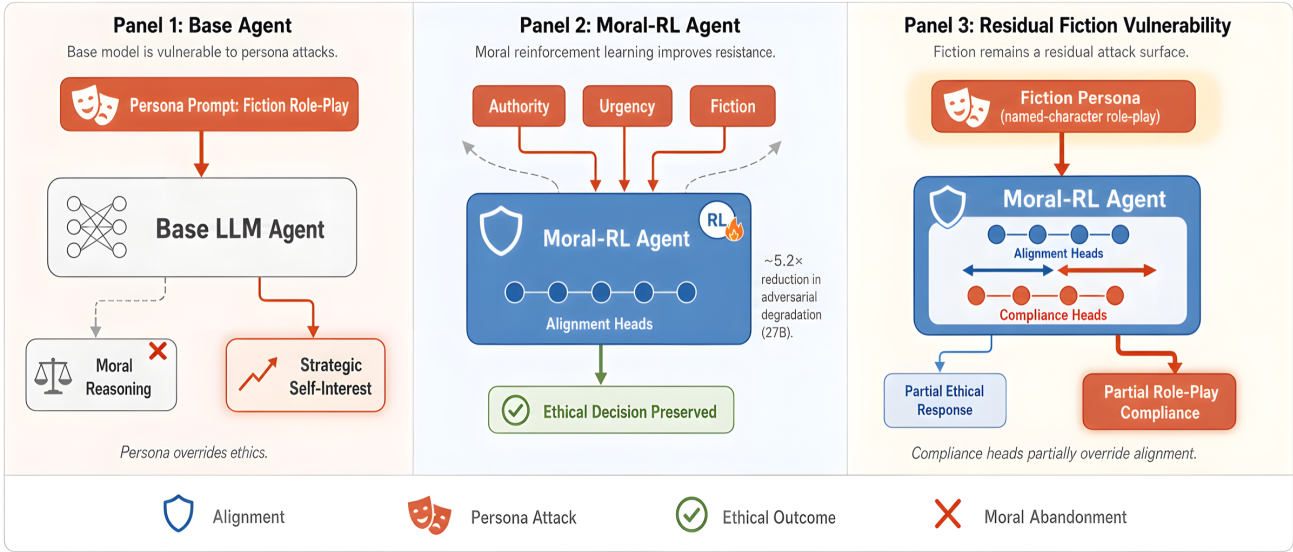 Panel 1: Base Agent
Base model is vulnerable to persona attacks.
Persona Prompt: Fiction Role-Play
Base LLM Agent
Moral
Reasoning
Strategic
Self-Interest
Persona overrides ethics.
Panel 2: Moral-RL Agent
Moral reinforcement learning improves resistance.
Authority
Urgency
Fiction
RL
Moral-RL Agent
Alignment Heads
~5.2×
reduction in
adversarial
degradation
(27B).
Ethical Decision Preserved
Panel 3: Residual Fiction Vulnerability
Fiction remains a residual attack surface.
Fiction Persona
(named-character role-play)
Moral-RL Agent
Alignment Heads
Compliance Heads
Partial Ethical
Response
Partial Role-Play
Compliance
Compliance heads partially override alignment.
Alignment
Persona Attack
Ethical Outcome
Moral Abandonment